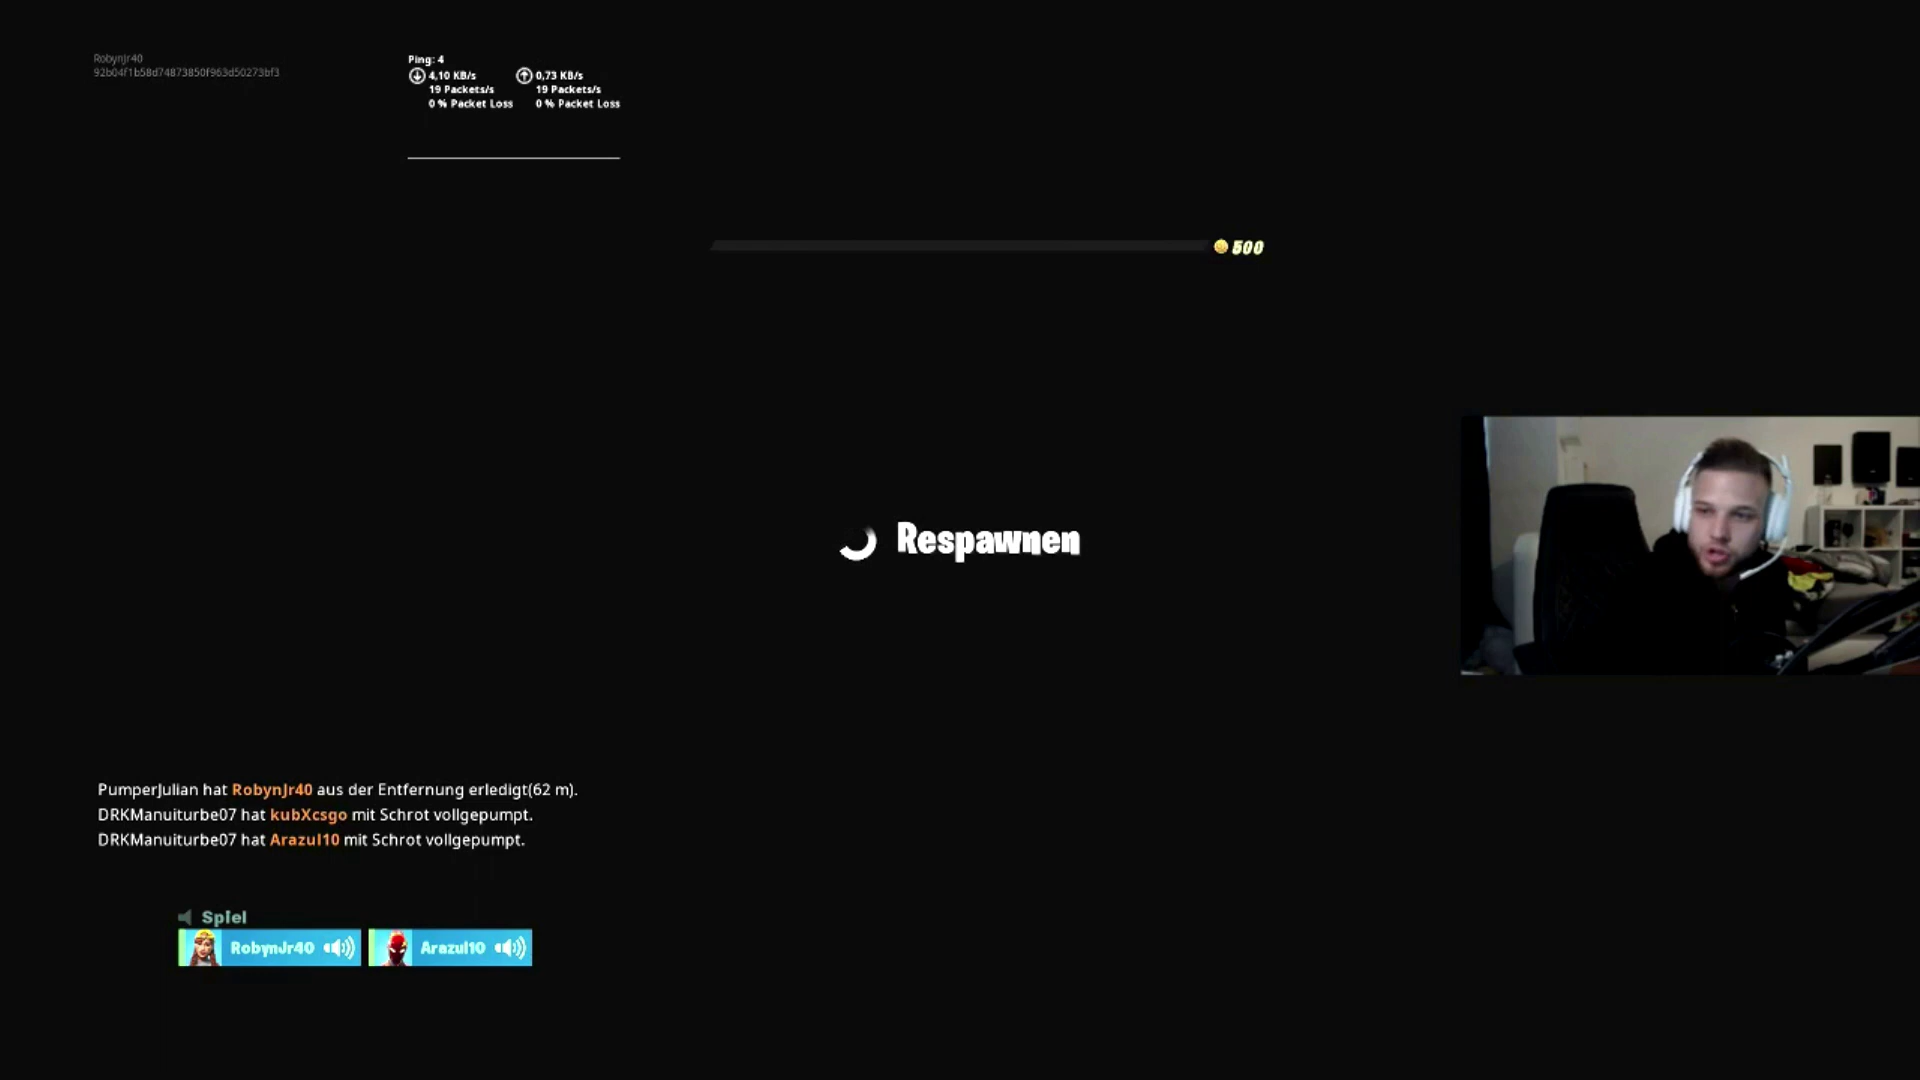 RobynJr40
92b04f1b58d74873850f963d50273bf3
Ping: 4
4,10 KB/s 0,73 KB/s
19 Packets/s 19 Packets/s
0 % Packet Loss 0 % Packet Loss
500
Respawnen
PumperJulian hat RobynJr40 aus der Entfernung erledigt(62 m).
DRKManuiturbe07 hat kubXcsgo mit Schrot vollgepumpt.
DRKManuiturbe07 hat Arazul10 mit Schrot vollgepumpt.
Spiel
RobynJr40 Arazul10